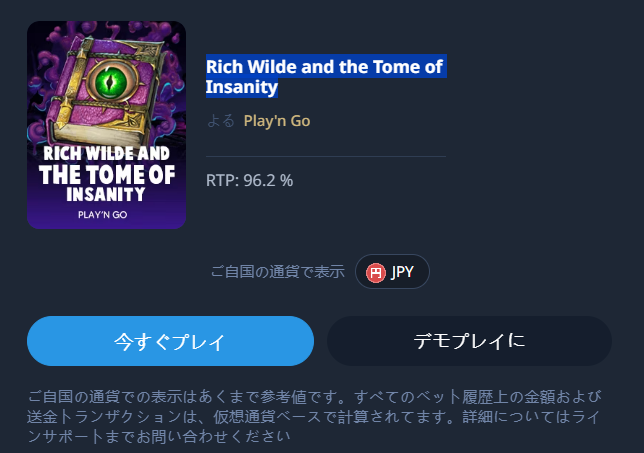 RICH WILDE AND
THE TOME OF
INSANITY
PLAY'N GO
Rich Wilde and the Tome of
Insanity
よる Play'n Go
RTP: 96.2 %
ご自国の通貨で表示 円 JPY
今すぐプレイ
デモプレイに
ご自国の通貨での表示はあくまで参考値です。すべてのベット履歴上の金額および
送金トランザクションは、仮想通貨ベースで計算されてます。詳細についてはライ
ンサポートまでお問い合わせください